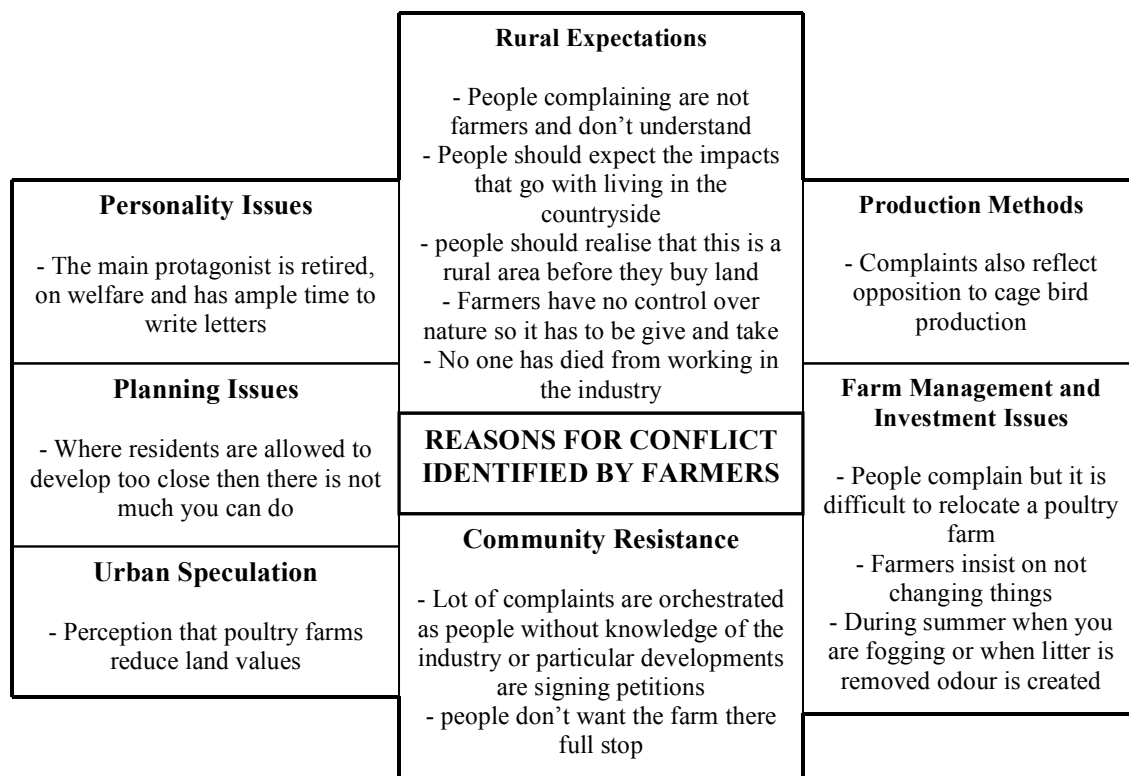 Rural Expectations
- People complaining are not
farmers and don't understand
- People should expect the impacts
that go with living in the
countryside
- people should realise that this is a
rural area before they buy land
- Farmers have no control over
nature so it has to be give and take
- No one has died from working in
the industry
Personality Issues
- The main protagonist is retired,
on welfare and has ample time to
write letters
Planning Issues
- Where residents are allowed to
develop too close then there is not
much you can do
Urban Speculation
- Perception that poultry farms
reduce land values
REASONS FOR CONFLICT
IDENTIFIED BY FARMERS
Community Resistance
- Lot of complaints are orchestrated
as people without knowledge of the
industry or particular developments
are signing petitions
- people don't want the farm there
full stop
Production Methods
- Complaints also reflect
opposition to cage bird
production
Farm Management and
Investment Issues
- People complain but it is
difficult to relocate a poultry
farm
- Farmers insist on not
changing things
- During summer when you
are fogging or when litter is
removed odour is created